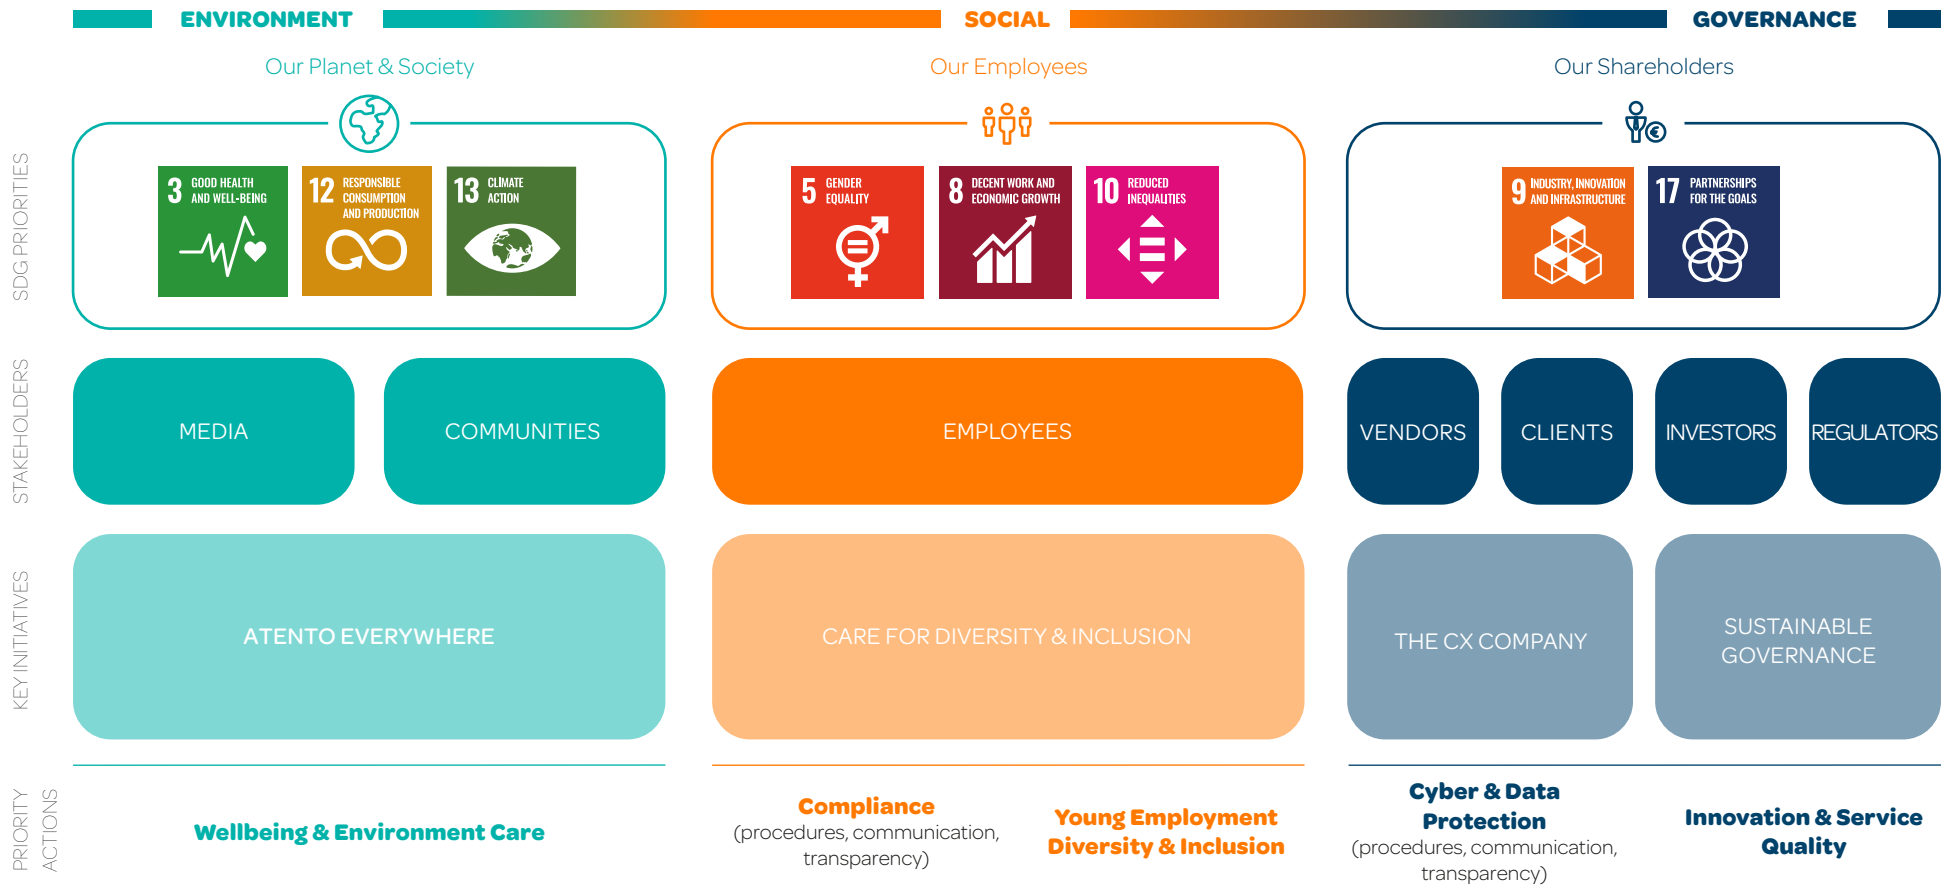 ENVIRONMENT
SOCIAL
GOVERNANCE
Our Planet & Society
Our Employees
Our Shareholders
SDG PRIORITIES
3 GOOD HEALTH
AND WELL-BEING
12 RESPONSIBLE
CONSUMPTION
AND PRODUCTION
13 CLIMATE
ACTION
5 GENDER
EQUALITY
8 DECENT WORK AND
ECONOMIC GROWTH
10 REDUCED
INEQUALITIES
9 INDUSTRY, INNOVATION
AND INFRASTRUCTURE
17 PARTNERSHIPS
FOR THE GOALS
STAKEHOLDERS
MEDIA
COMMUNITIES
EMPLOYEES
VENDORS
CLIENTS
INVESTORS
REGULATORS
KEY INITIATIVES
ATENTO EVERYWHERE
CARE FOR DIVERSITY & INCLUSION
THE CX COMPANY
SUSTAINABLE
GOVERNANCE
PRIORITY
ACTIONS
Wellbeing & Environment Care
Compliance
(procedures, communication,
transparency)
Young Employment
Diversity & Inclusion
Cyber & Data
Protection
(procedures, communication,
transparency)
Innovation & Service
Quality